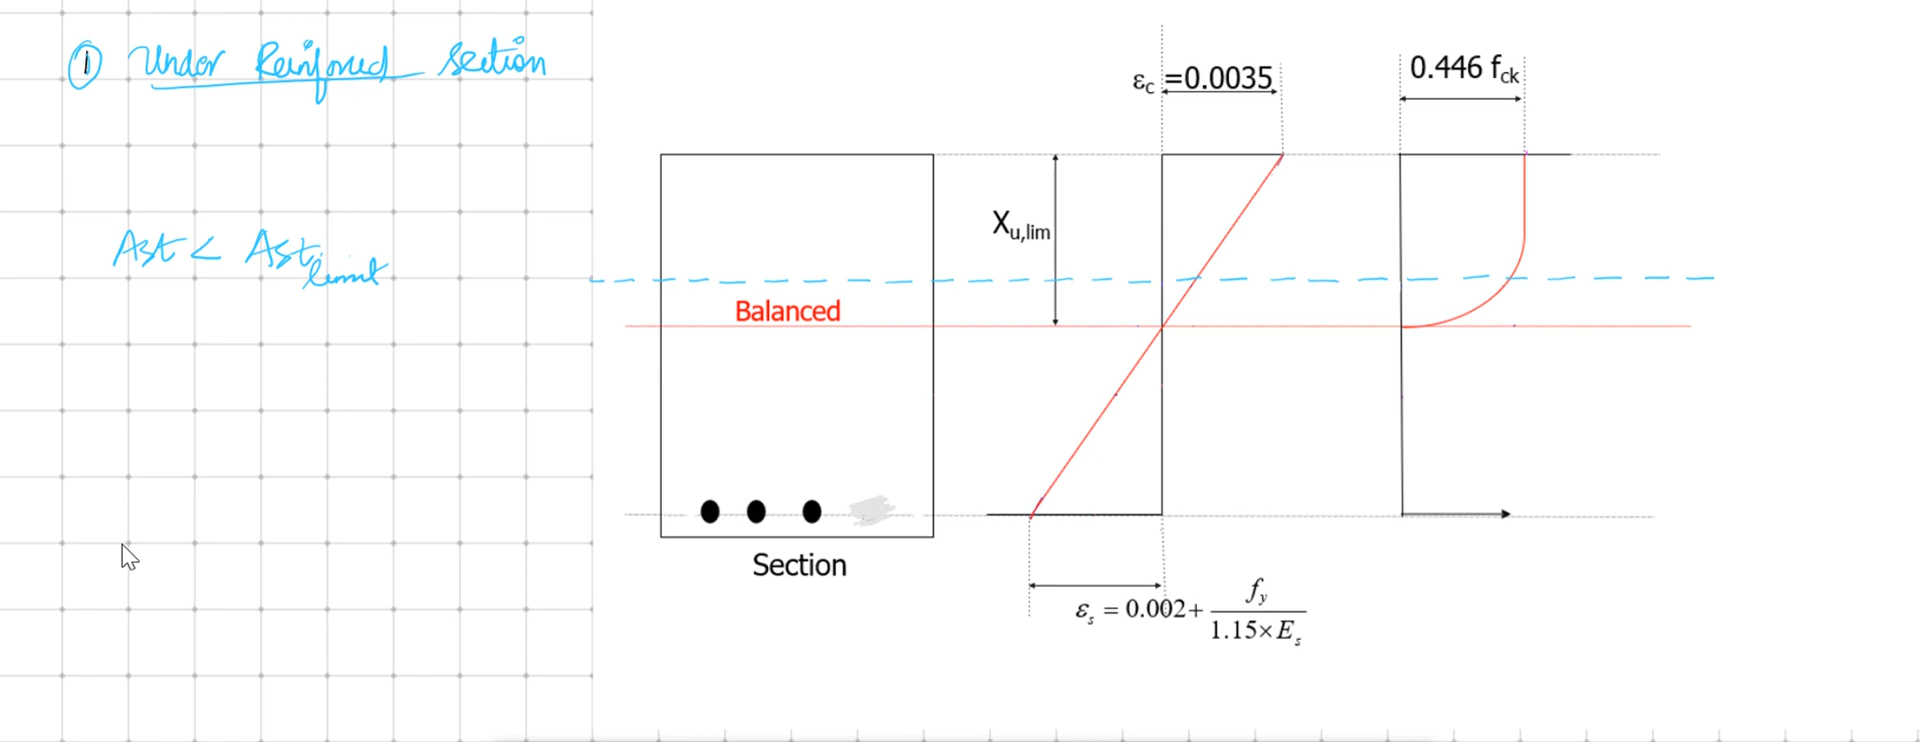 ① Under Reinforced Section
Ast < Ast limit
εc =0.0035
0.446 fck
Xu,lim
Balanced
Section
εs = 0.002+ fy / 1.15×Es